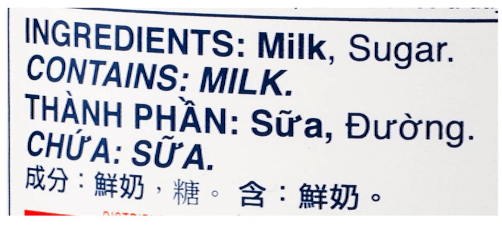 INGREDIENTS: Milk, Sugar.
CONTAINS: MILK.
THÀNH PHẦN: Sữa, Đường.
CHỨA: SỮA.
成分：鮮奶，糖。含：鮮奶。